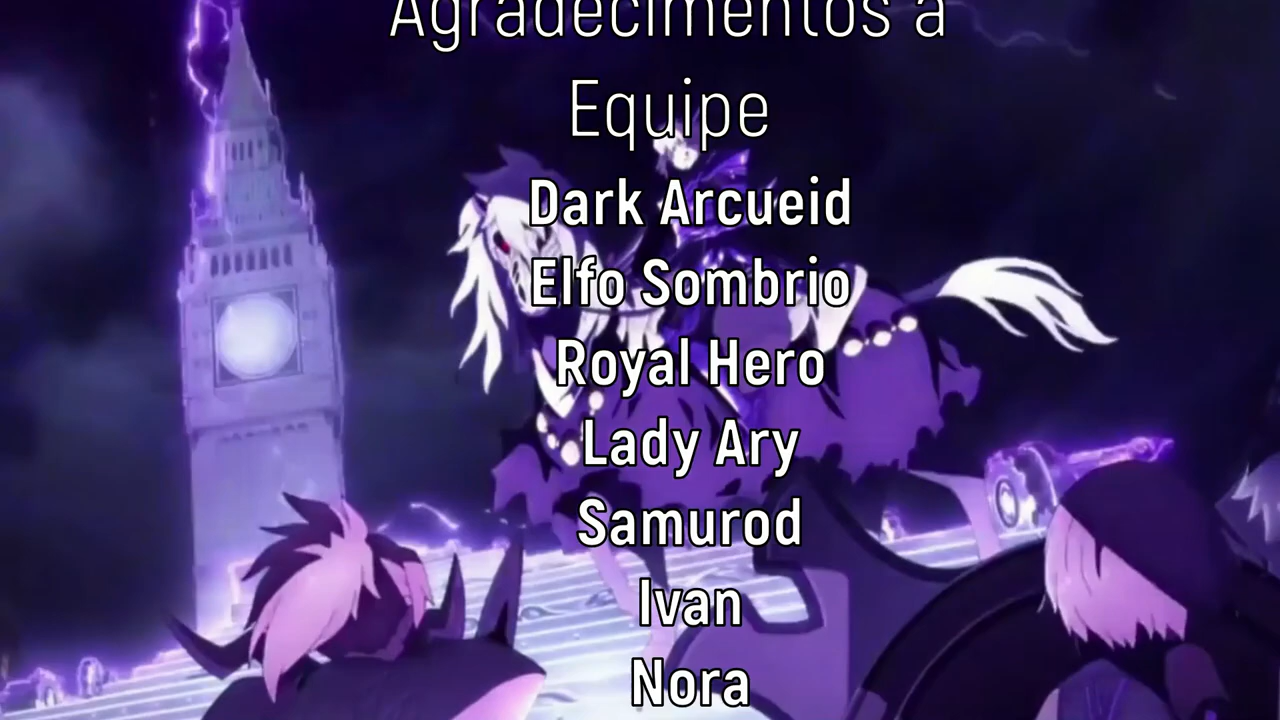 Agradecimentos a
Equipe
Dark Arcueid
Elfo Sombrio
Royal Hero
Lady Ary
Samurod
Ivan
Nora